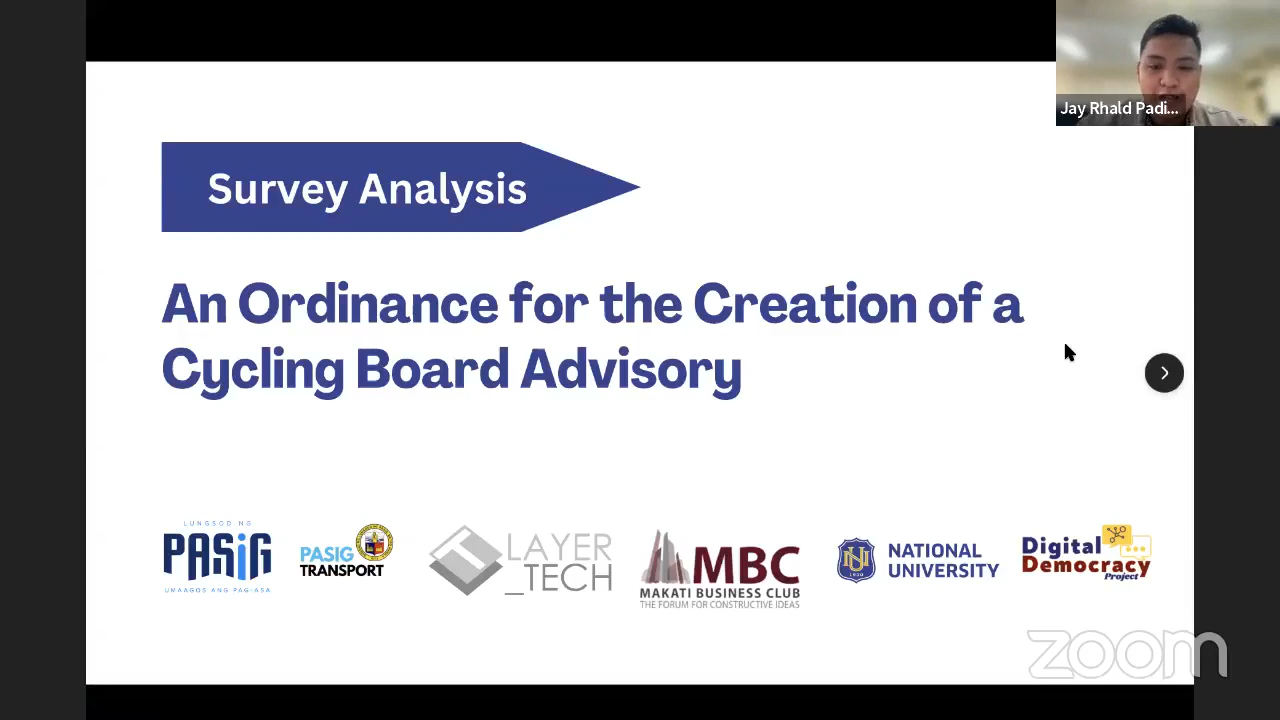 Jay Rhald Padi...
Survey Analysis
An Ordinance for the Creation of a
Cycling Board Advisory
LUNGSOD NG
PASiG
UMAAGOS ANG PAG-ASA
PASIG
TRANSPORT
LAYER
_TECH
MBC
MAKATI BUSINESS CLUB
THE FORUM FOR CONSTRUCTIVE IDEAS
NU
1900
NATIONAL
UNIVERSITY
Digital
Democracy
Project
zoom